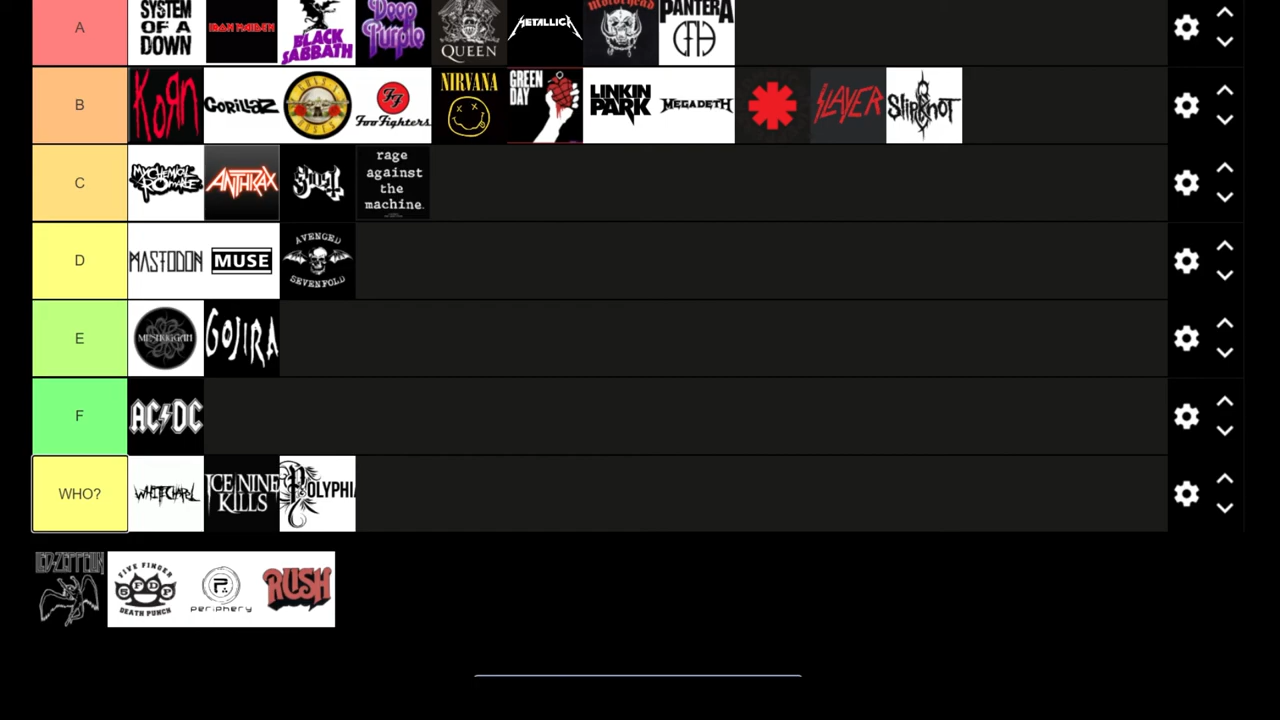 A
SYSTEM
OF A
DOWN
IRON MAIDEN
BLACK
SABBATH
Deep
Purple
QUEEN
METALLICA
MOTÖRHEAD
PANTERA
B
KoЯn
GORILLAZ
GUNS N ROSES
FF
Foo Fighters.
NIRVANA
GREEN
DAY
LINKIN
PARK
MEGADETH
SLAYER
SLIPKNOT
C
MY CHEMICAL
ROMANCE
ANTHRAX
Ghost
rage
against
the
machine.
D
MASTODON
MUSE
AVENGED
SEVENFOLD
E
MESHUGGAH
GOJIRA
F
AC DC
WHO?
WHITECHAPEL
ICE NINE
KILLS
POLYPHIA
LED-ZEPPELIN
FIVE FINGER
5FDP
DEATH PUNCH
P
PERIPHERY
RUSH